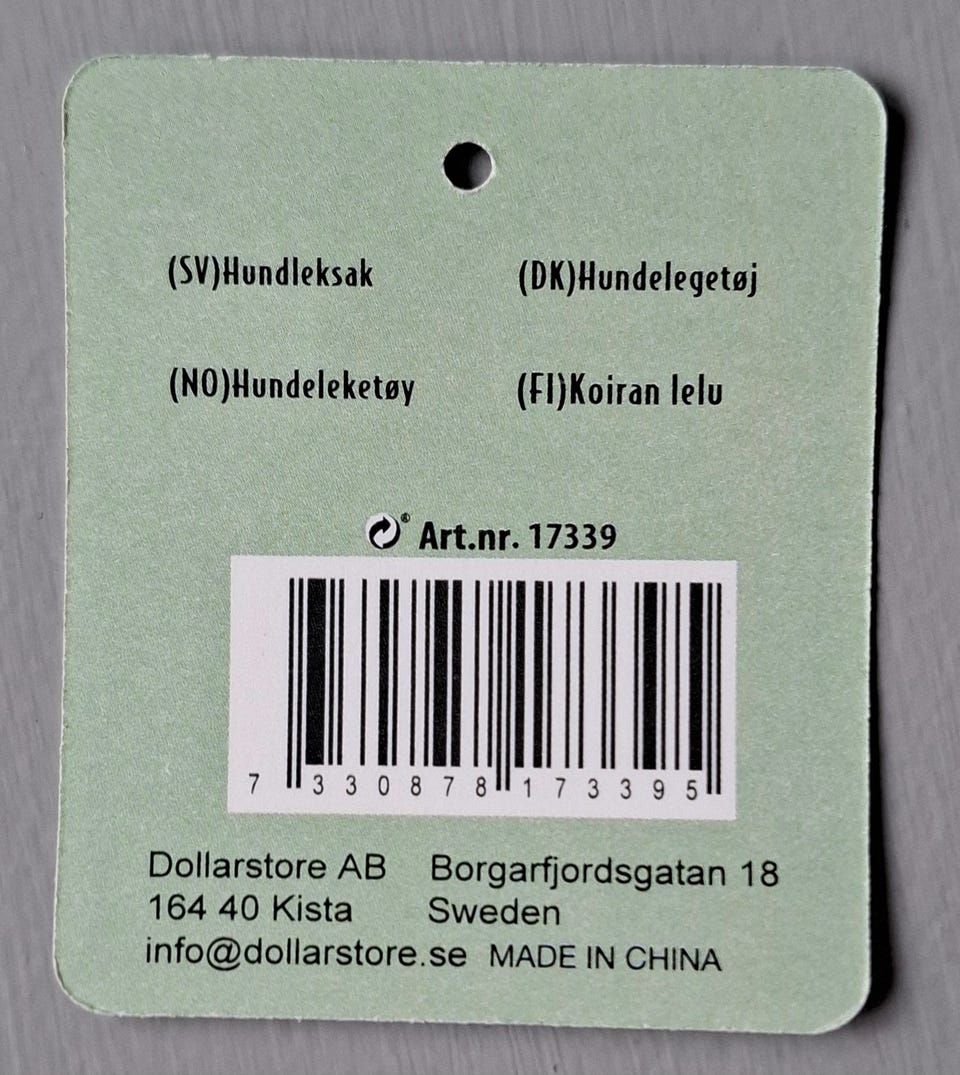 (SV)Hundleksak (DK)Hundelegetøj
(NO)Hundeleketøy (FI)Koiran lelu
® Art.nr. 17339
7 330878 173395
Dollarstore AB Borgarfjordsgatan 18
164 40 Kista Sweden
info@dollarstore.se MADE IN CHINA